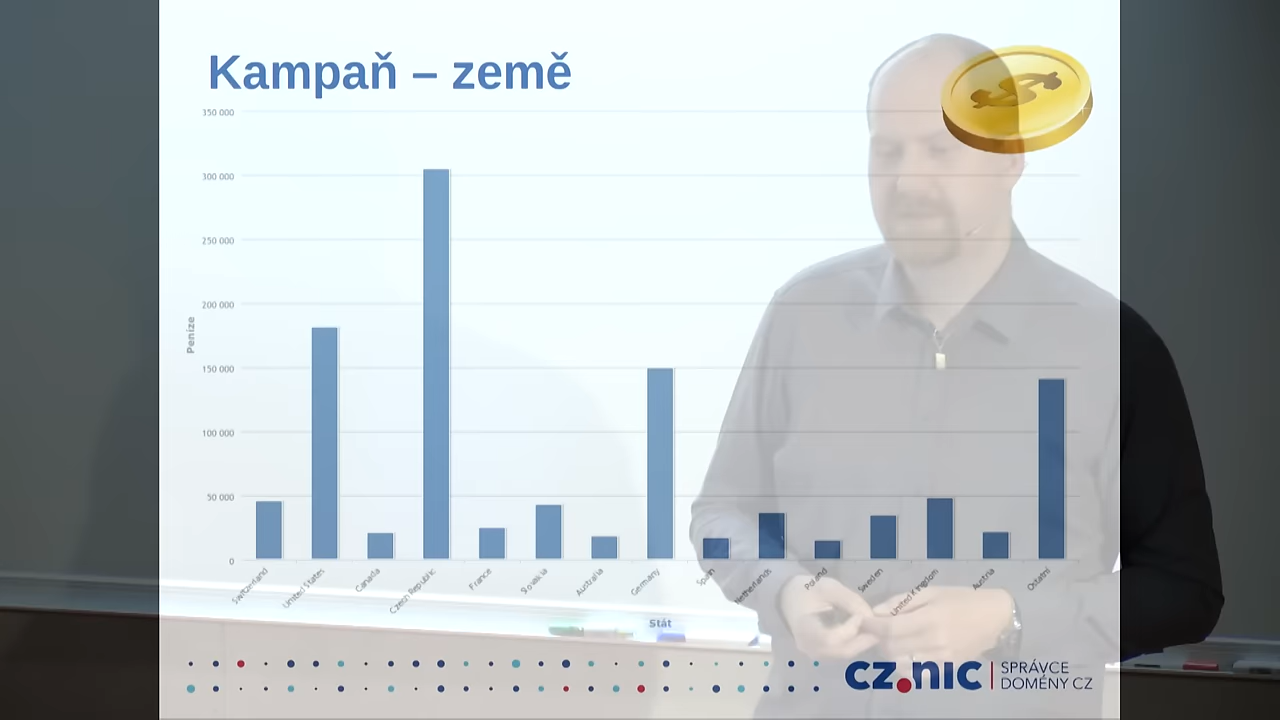 Kampaň – země
350 000
300 000
250 000
200 000
150 000
100 000
50 000
0
Peníze
Switzerland
United States
Canada
Czech Republic
France
Slovakia
Australia
Germany
Spain
Netherlands
Poland
Sweden
United Kingdom
Austria
Ostatní
Stát
CZ.NIC
SPRÁVCE
DOMÉNY CZ